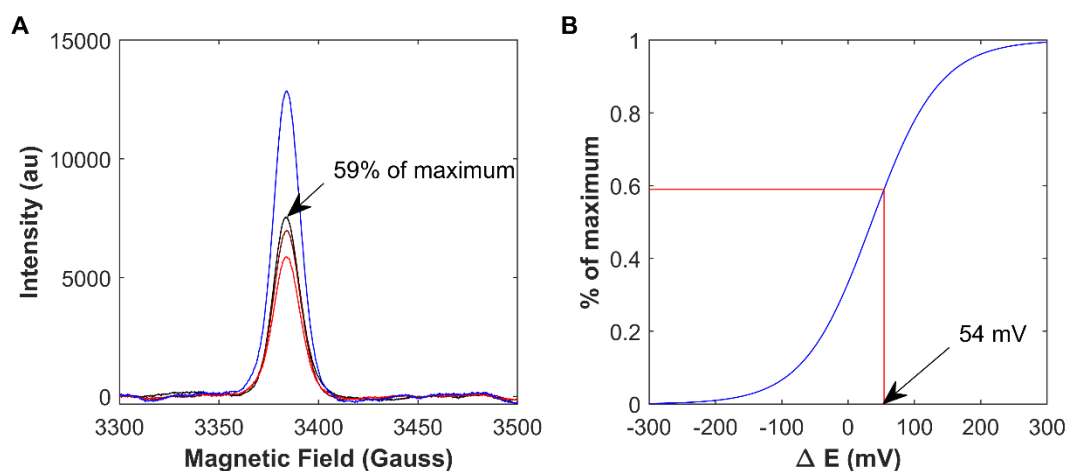 A
15000
10000
5000
0
Intensity (au)
59% of maximum
3300
3350
3400
3450
3500
Magnetic Field (Gauss)
B
1
0.8
0.6
0.4
0.2
0
% of maximum
54 mV
-300
-200
-100
0
100
200
300
Δ E (mV)